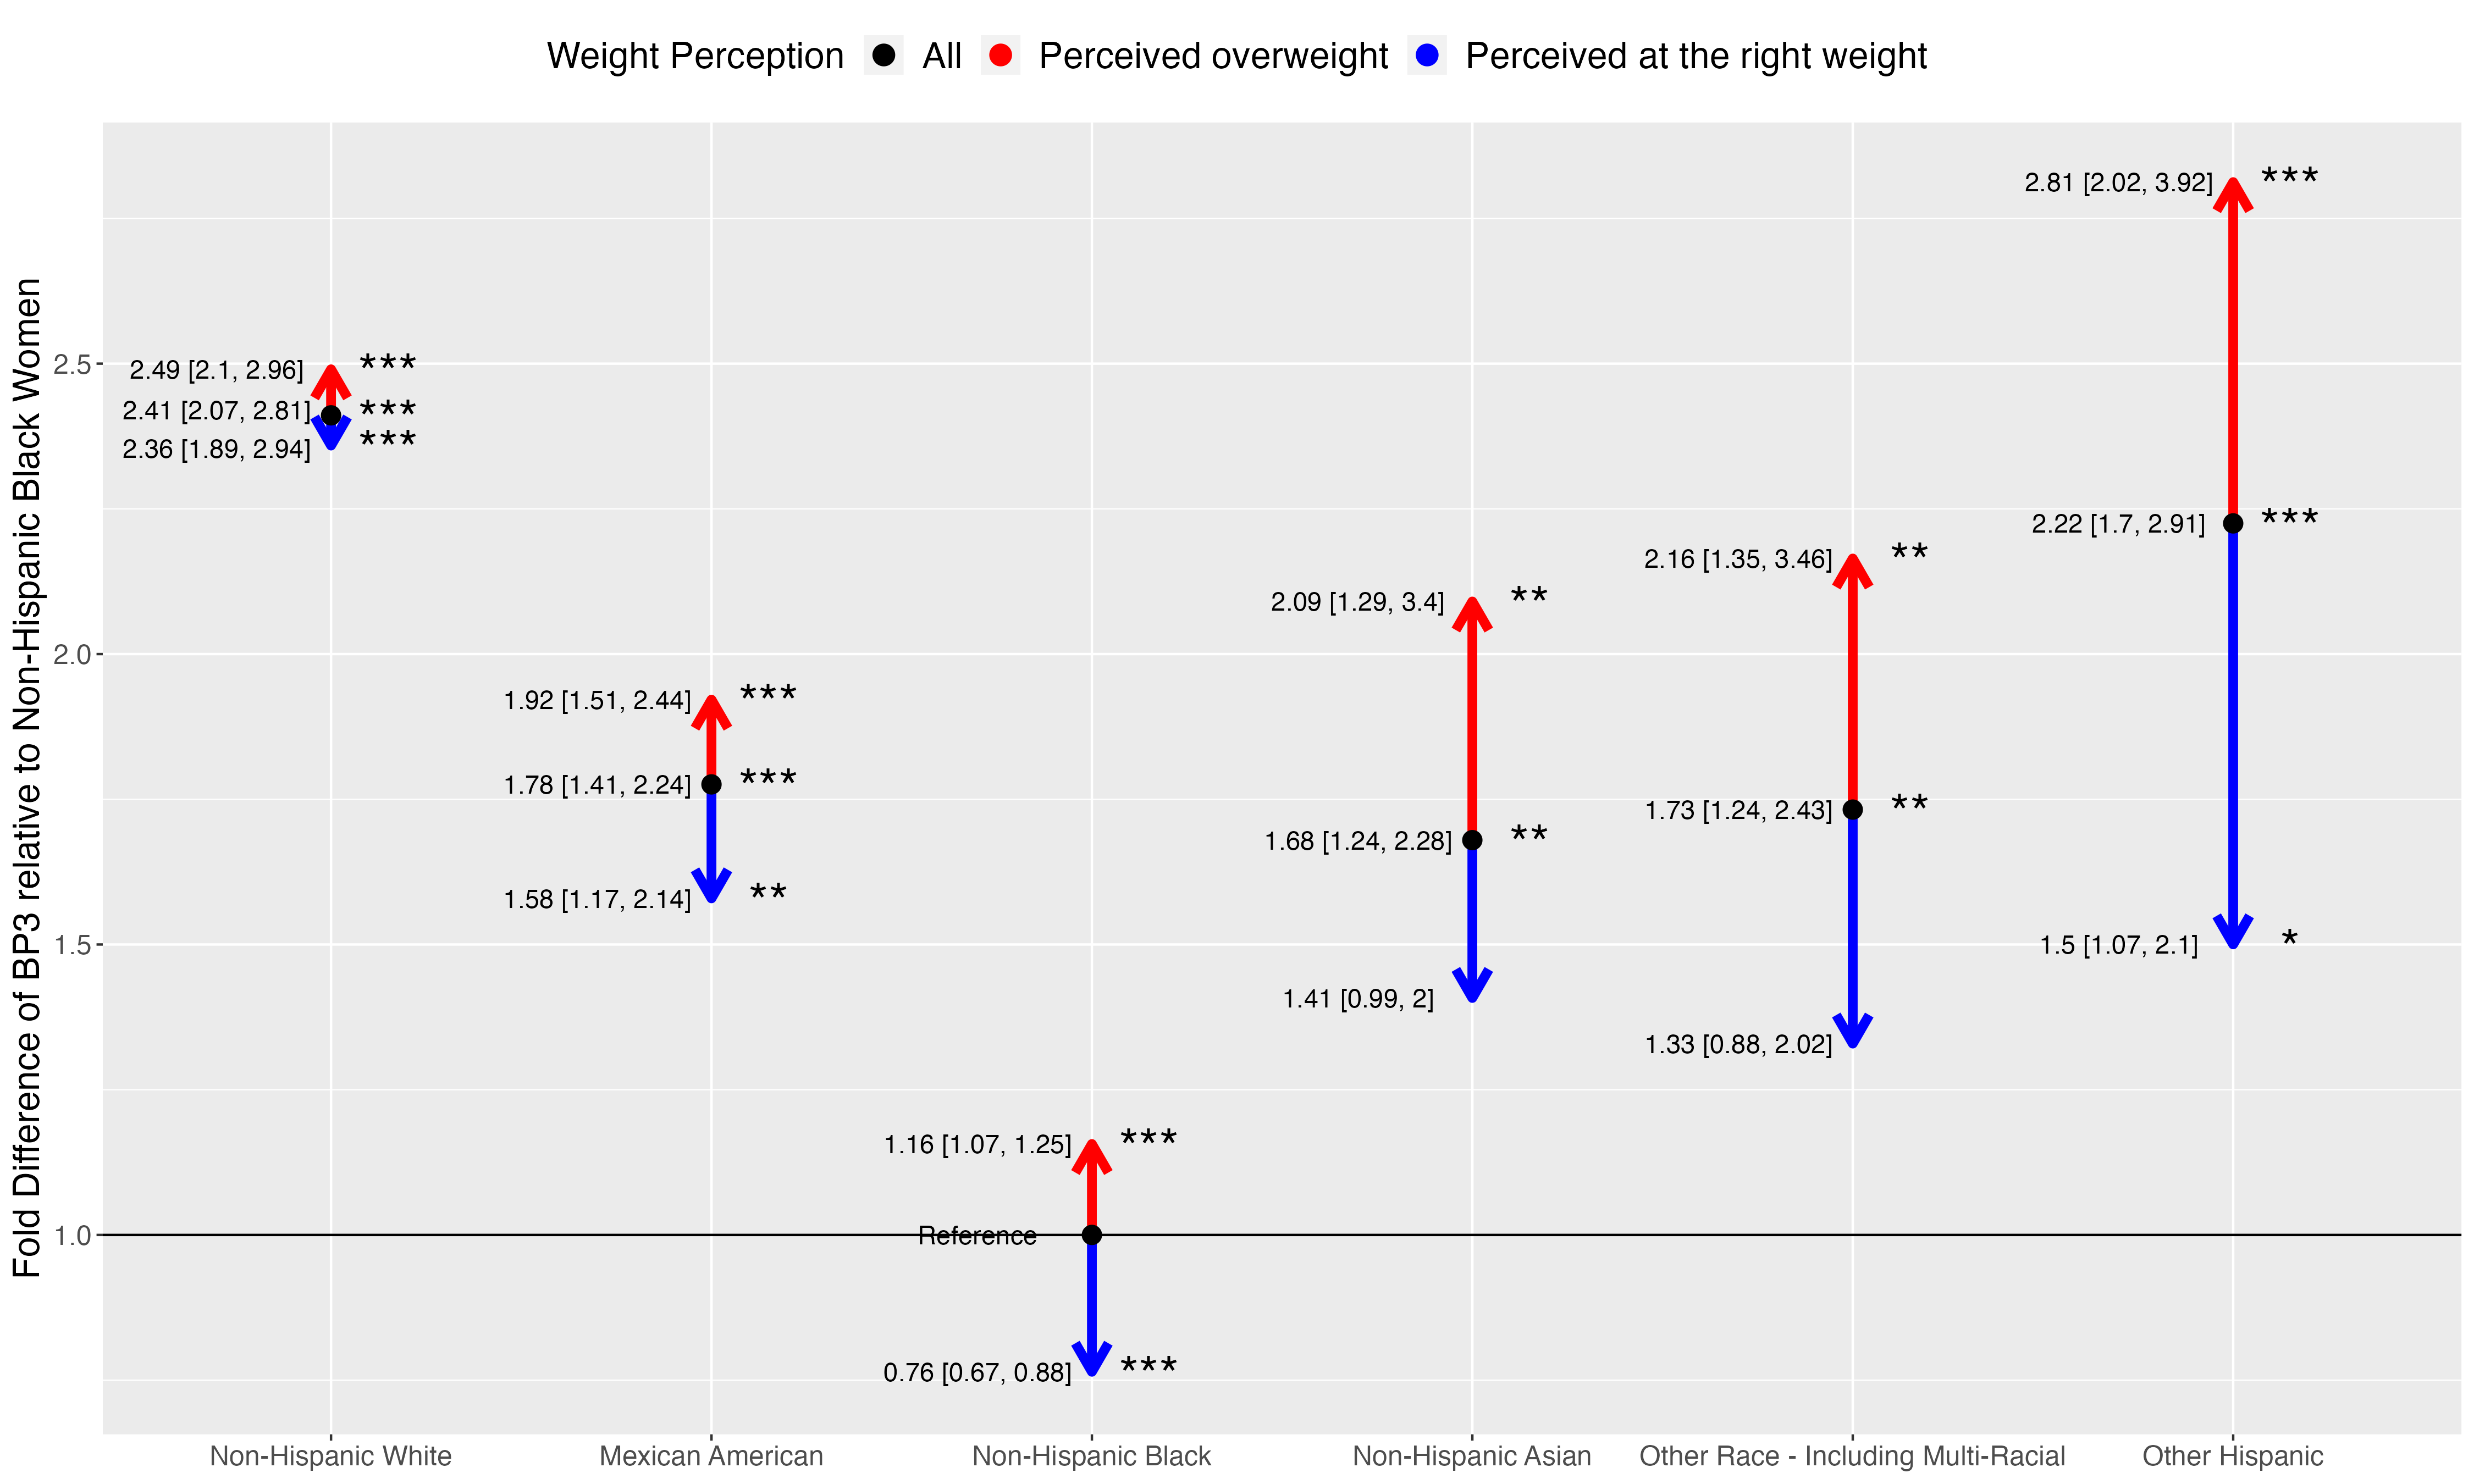 Weight Perception All Perceived overweight Perceived at the right weight
Fold Difference of BP3 relative to Non-Hispanic Black Women
2.5
2.0
1.5
1.0
2.49 [2.1, 2.96] ***
2.41 [2.07, 2.81] ***
2.36 [1.89, 2.94] ***
1.92 [1.51, 2.44] ***
1.78 [1.41, 2.24] ***
1.58 [1.17, 2.14] **
1.16 [1.07, 1.25] ***
Reference
0.76 [0.67, 0.88] ***
2.09 [1.29, 3.4] **
1.68 [1.24, 2.28] **
1.41 [0.99, 2]
2.16 [1.35, 3.46] **
1.73 [1.24, 2.43] **
1.33 [0.88, 2.02]
2.81 [2.02, 3.92] ***
2.22 [1.7, 2.91] ***
1.5 [1.07, 2.1] *
Non-Hispanic White Mexican American Non-Hispanic Black Non-Hispanic Asian Other Race - Including Multi-Racial Other Hispanic